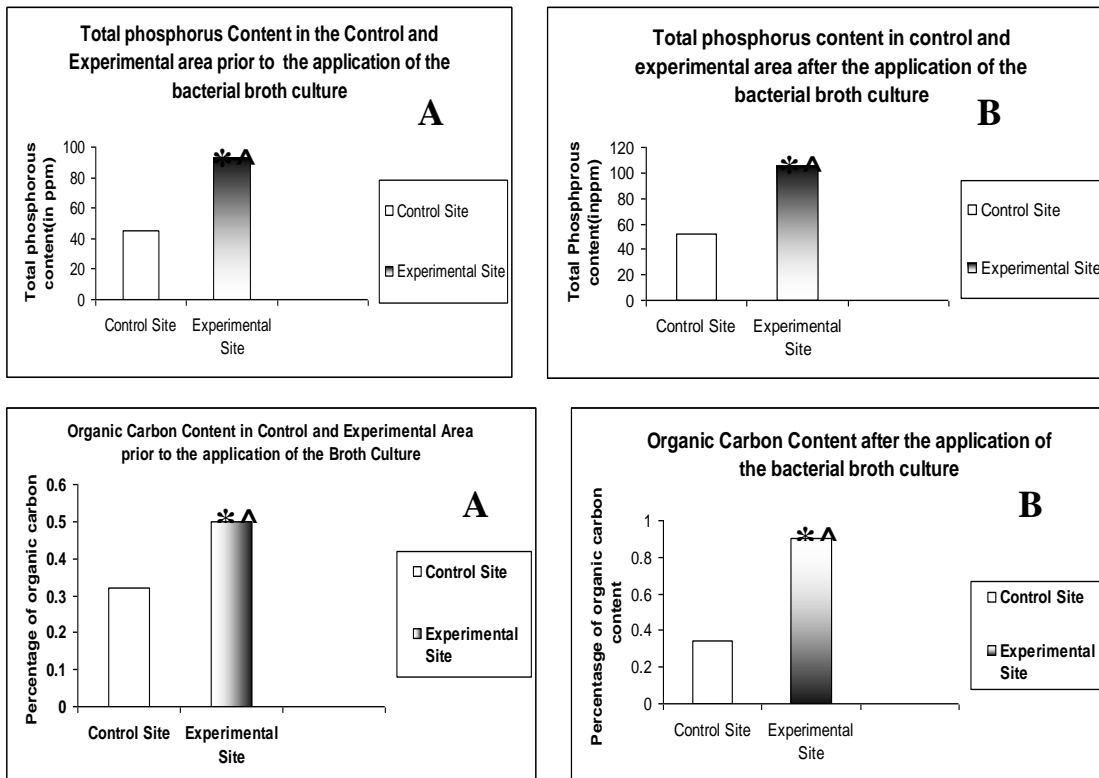 Total phosphorus Content in the Control and
Experimental area prior to the application of the
bacterial broth culture
A
Total phosphorous
content(in ppm)
100
80
60
40
20
0
* ^
Control Site
Experimental
Site
Control Site
Experimental Site
Total phosphorus content in control and
experimental area after the application of the
bacterial broth culture
B
Total Phosphprous
content(inppm)
120
100
80
60
40
20
0
* ^
Control Site
Experimental
Site
Control Site
Experimental Site
Organic Carbon Content in Control and Experimental Area
prior to the application of the Broth Culture
A
Percentage of organic carbon
0.6
0.5
0.4
0.3
0.2
0.1
0
* ^
Control Site
Experimental
Site
Control Site
Experimental
Site
Organic Carbon Content after the application of
the bacterial broth culture
B
Percentasge of organic carbon
content
1
0.8
0.6
0.4
0.2
0
* ^
Control Site
Experimental
Site
Control Site
Experimental
Site